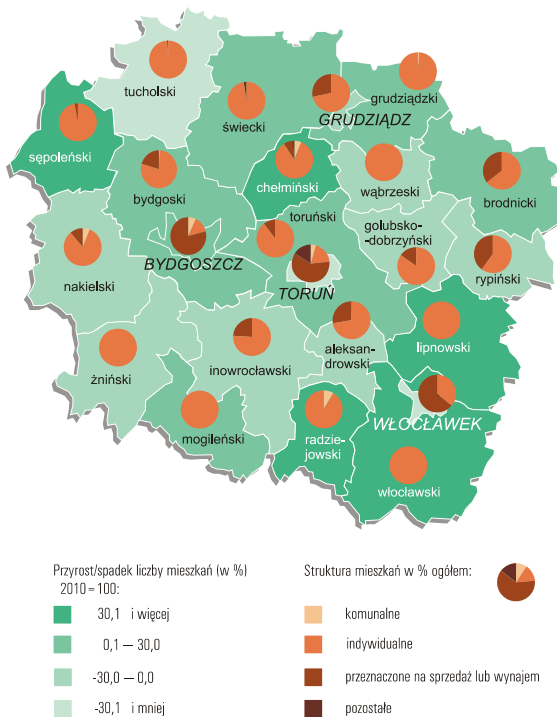 tucholski
sępoleński
świecki
grudziądzki
GRUDZIĄDZ
chełmiński
wąbrzeski
brodnicki
bydgoski
toruński
golubsko-
-dobrzyński
BYDGOSZCZ
TORUŃ
rypiński
nakielski
aleksan-
drowski
lipnowski
żniński
inowrocławski
mogileński
radzie-
jowski
WŁOCŁAWEK
włocławski
Przyrost/spadek liczby mieszkań (w %)
2010=100:
30,1 i więcej
0,1 — 30,0
-30,0 — 0,0
-30,1 i mniej
Struktura mieszkań w % ogółem:
komunalne
indywidualne
przeznaczone na sprzedaż lub wynajem
pozostałe